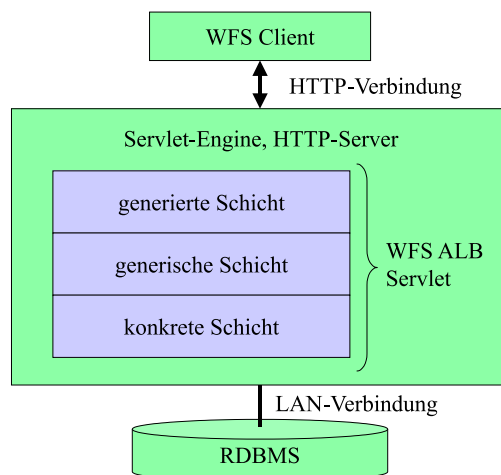 WFS Client
HTTP-Verbindung
Servlet-Engine, HTTP-Server
generierte Schicht
generische Schicht
konkrete Schicht
WFS ALB
Servlet
LAN-Verbindung
RDBMS